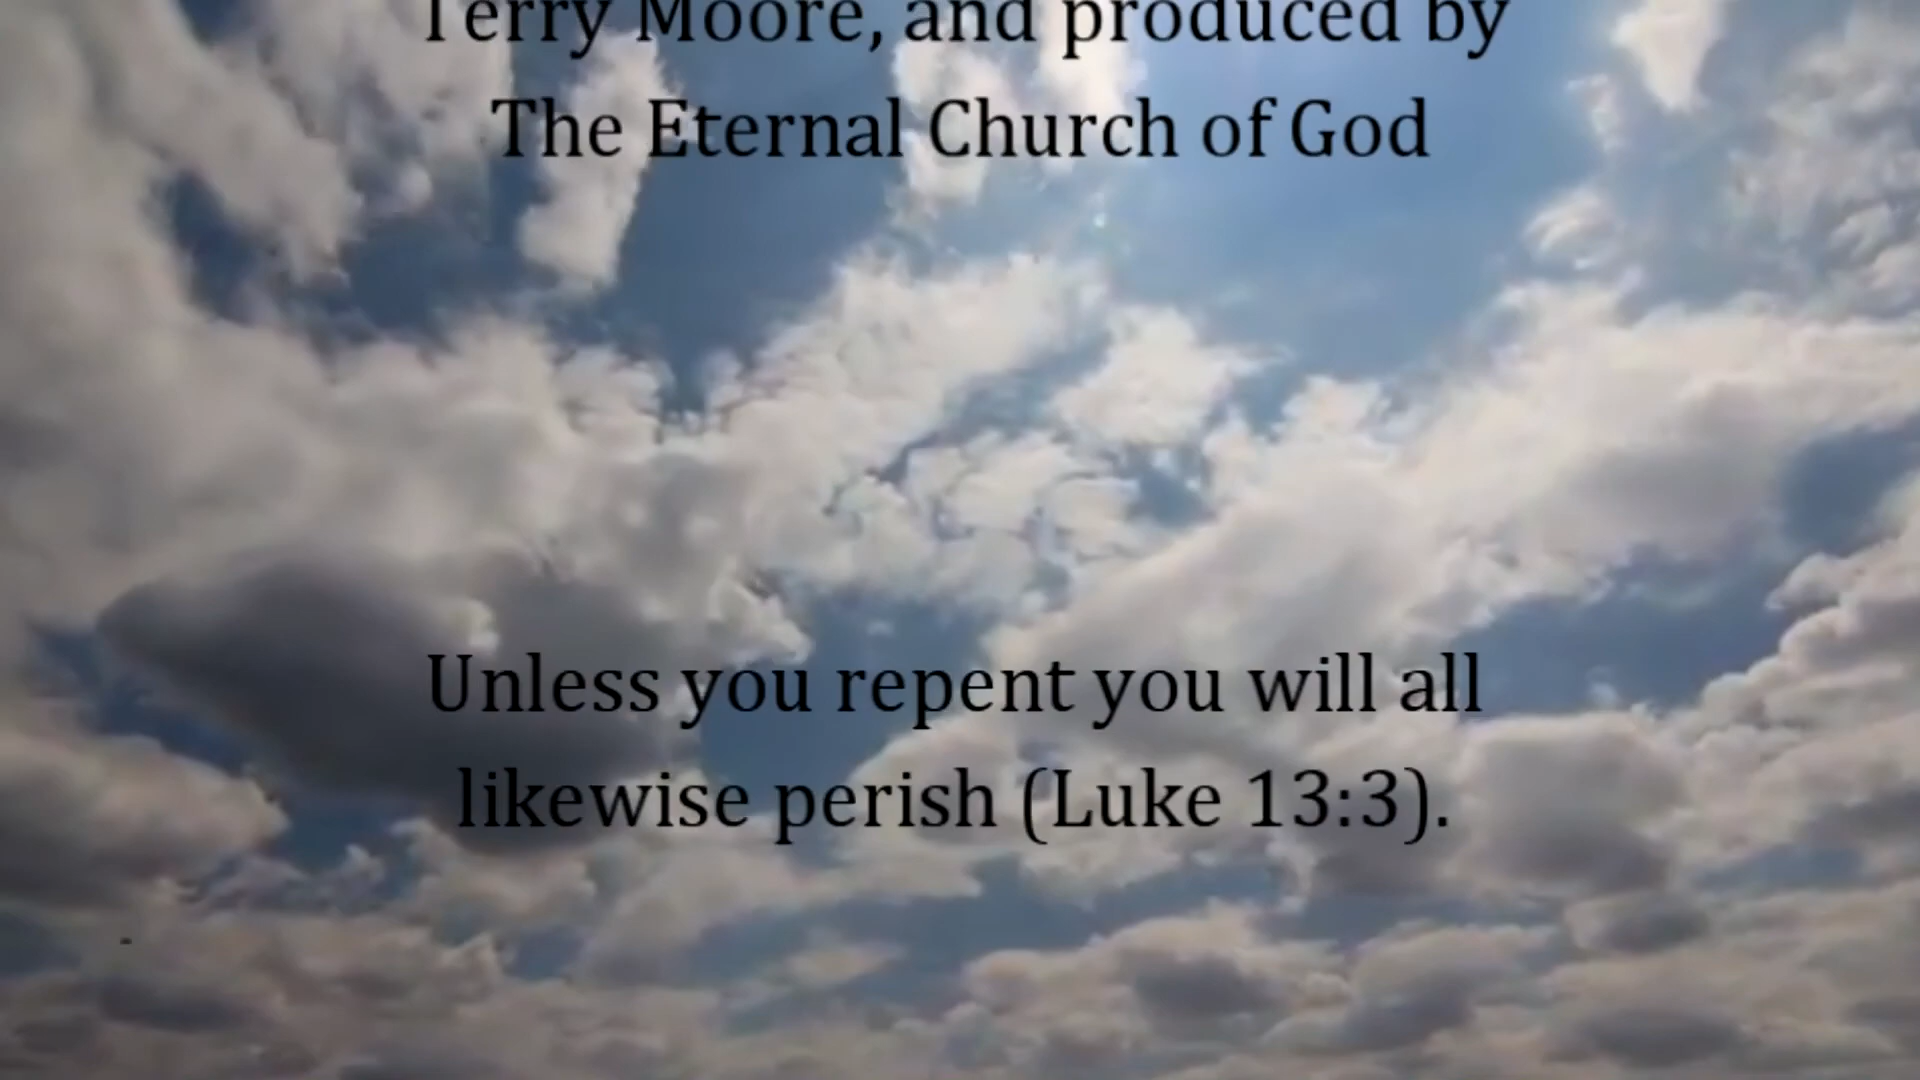 Terry Moore, and produced by
The Eternal Church of God
Unless you repent you will all
likewise perish (Luke 13:3).